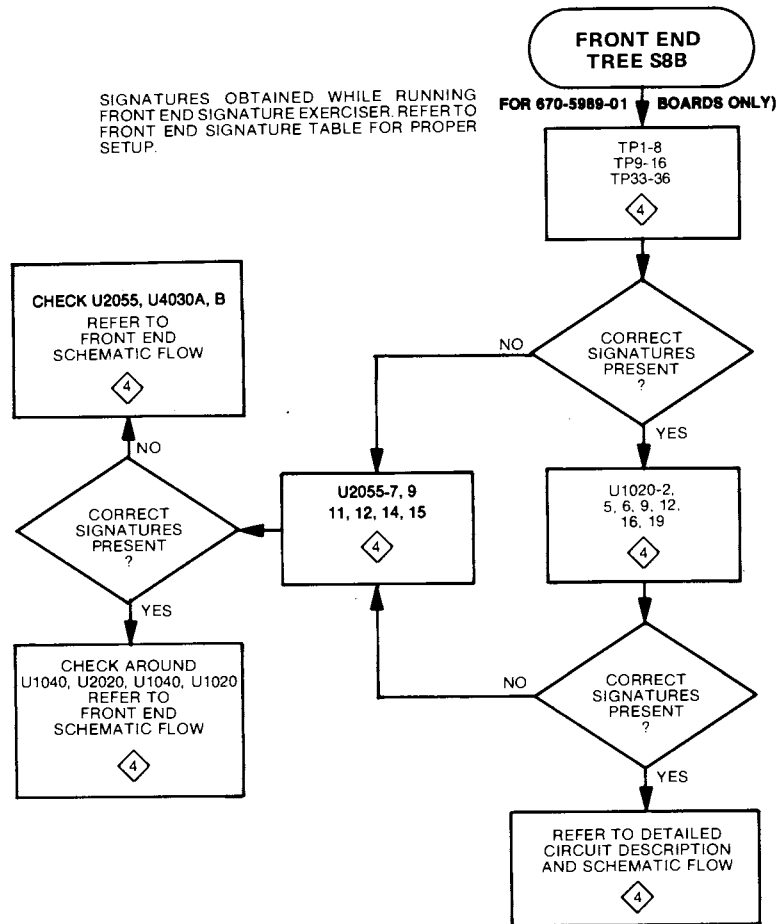 FRONT END
TREE S8B
SIGNATURES OBTAINED WHILE RUNNING
FRONT END SIGNATURE EXERCISER. REFER TO
FRONT END SIGNATURE TABLE FOR PROPER
SETUP.
FOR 670-5989-01 BOARDS ONLY)
TP1-8
TP9-16
TP33-36
4
CORRECT
SIGNATURES
PRESENT
?
NO
YES
CHECK U2055, U4030A, B
REFER TO
FRONT END
SCHEMATIC FLOW
4
NO
CORRECT
SIGNATURES
PRESENT
?
YES
U2055-7, 9
11, 12, 14, 15
4
U1020-2,
5, 6, 9, 12,
16, 19
4
CHECK AROUND
U1040, U2020, U1040, U1020
REFER TO
FRONT END
SCHEMATIC FLOW
4
CORRECT
SIGNATURES
PRESENT
?
NO
YES
REFER TO DETAILED
CIRCUIT DESCRIPTION
AND SCHEMATIC FLOW
4